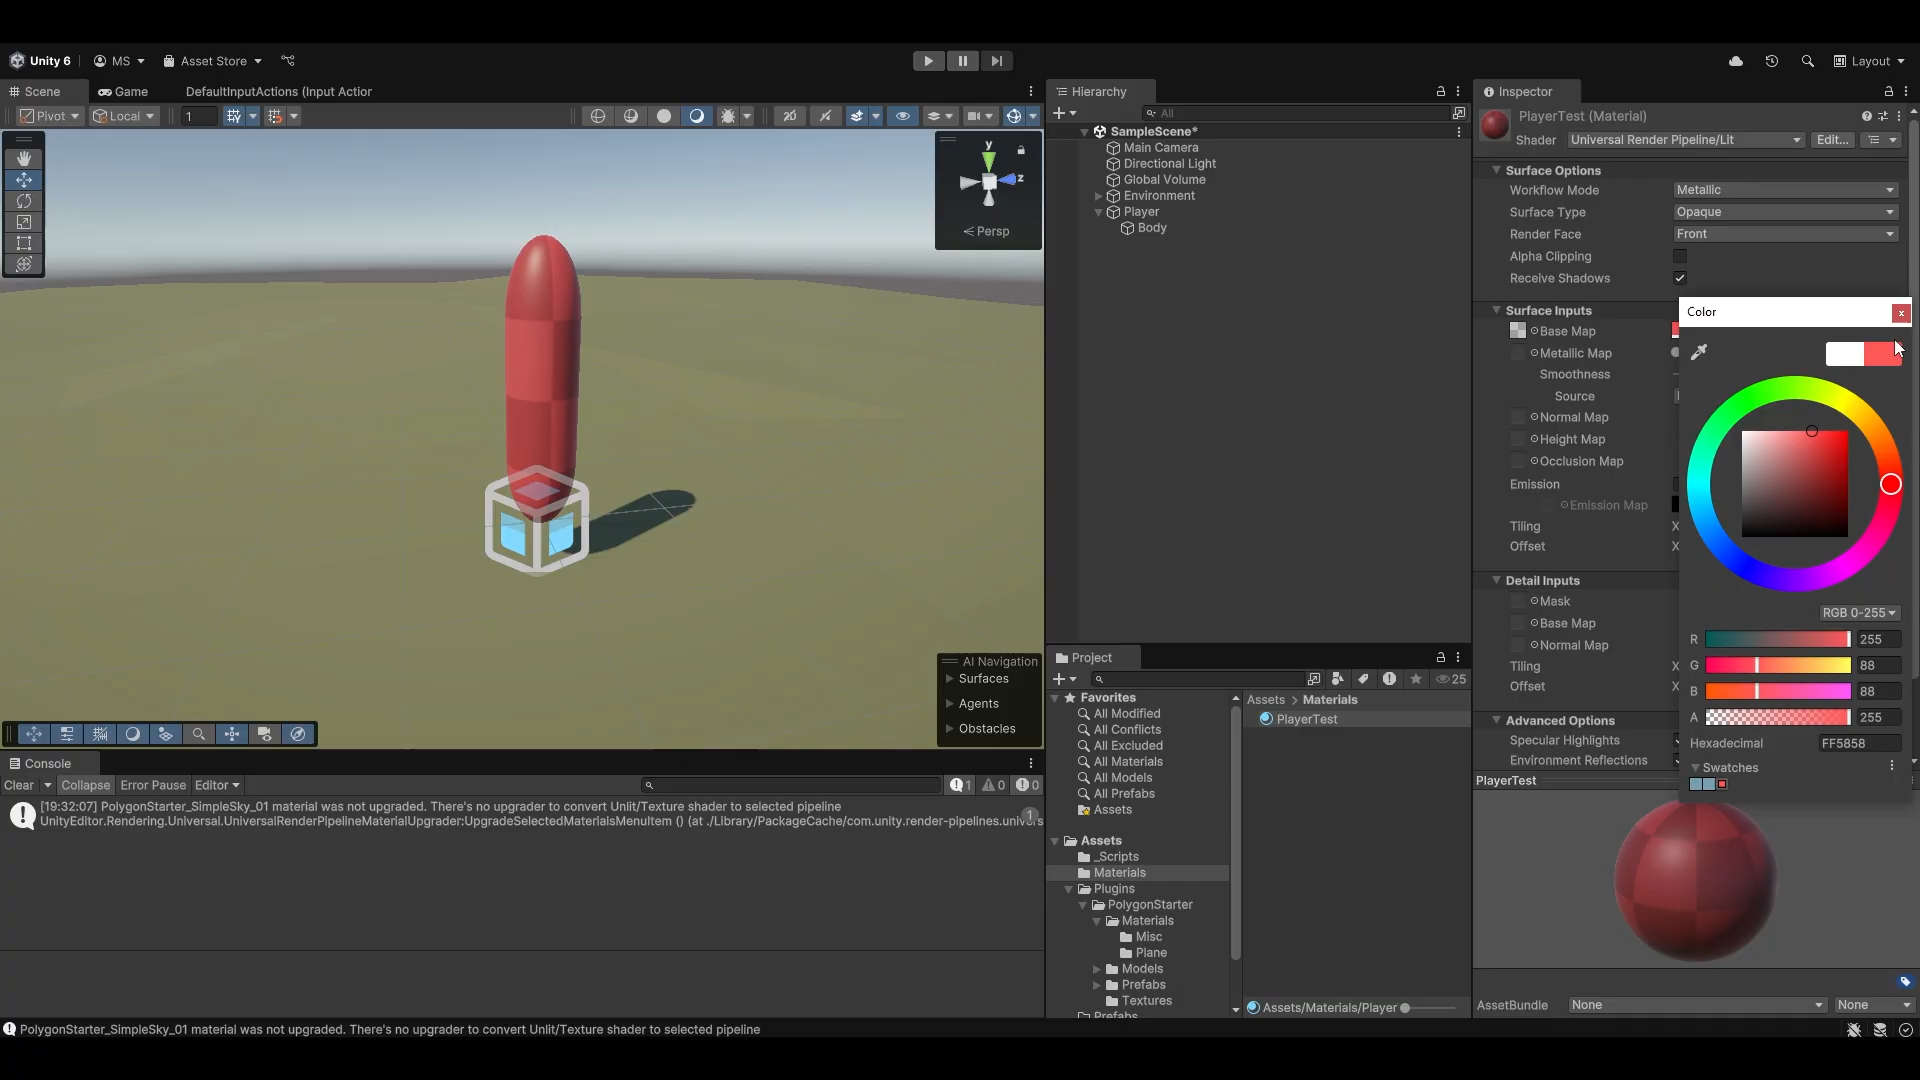 Unity 6
MS
Asset Store
Layout
Scene
Game
DefaultInputActions (Input Actior
Pivot
Local
1
2D
y
z
Persp
AI Navigation
Surfaces
Agents
Obstacles
Console
Clear
Collapse
Error Pause
Editor
1
0
0
[19:32:07] PolygonStarter_SimpleSky_01 material was not upgraded. There's no upgrader to convert Unlit/Texture shader to selected pipeline
UnityEditor.Rendering.Universal.UniversalRenderPipelineMaterialUpgrader:UpgradeSelectedMaterialsMenuItem () (at ./Library/PackageCache/com.unity.render-pipelines.univers
1
PolygonStarter_SimpleSky_01 material was not upgraded. There's no upgrader to convert Unlit/Texture shader to selected pipeline
Hierarchy
All
SampleScene*
Main Camera
Directional Light
Global Volume
Environment
Player
Body
Project
25
Favorites
All Modified
All Conflicts
All Excluded
All Materials
All Models
All Prefabs
Assets
Assets
_Scripts
Materials
Plugins
PolygonStarter
Materials
Misc
Plane
Models
Prefabs
Textures
Prefabs
Assets > Materials
PlayerTest
Assets/Materials/Player
Inspector
PlayerTest (Material)
Shader
Universal Render Pipeline/Lit
Edit...
Surface Options
Workflow Mode
Metallic
Surface Type
Opaque
Render Face
Front
Alpha Clipping
Receive Shadows
Surface Inputs
Base Map
Metallic Map
Smoothness
Source
Normal Map
Height Map
Occlusion Map
Emission
Emission Map
Tiling
X
Offset
X
Detail Inputs
Mask
Base Map
Normal Map
Tiling
X
Offset
X
Advanced Options
Specular Highlights
Environment Reflections
PlayerTest
AssetBundle
None
None
Color
x
RGB 0-255
R
255
G
88
B
88
A
255
Hexadecimal
FF5858
Swatches